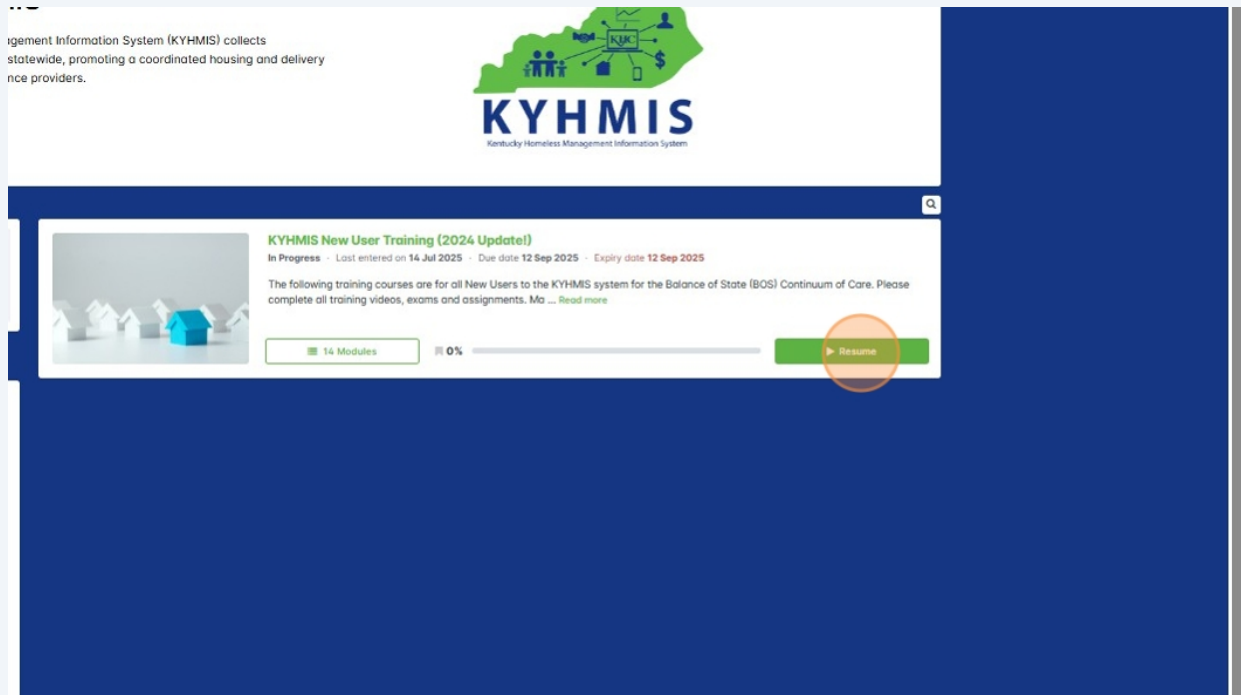 agement Information System (KYHMIS) collects
statewide, promoting a coordinated housing and delivery
nce providers.
KHC
$
KYHMIS
Kentucky Homeless Management Information System
KYHMIS New User Training (2024 Update!)
In Progress · Last entered on 14 Jul 2025 · Due date 12 Sep 2025 · Expiry date 12 Sep 2025
The following training courses are for all New Users to the KYHMIS system for the Balance of State (BOS) Continuum of Care. Please
complete all training videos, exams and assignments. Ma ... Read more
14 Modules 0% Resume